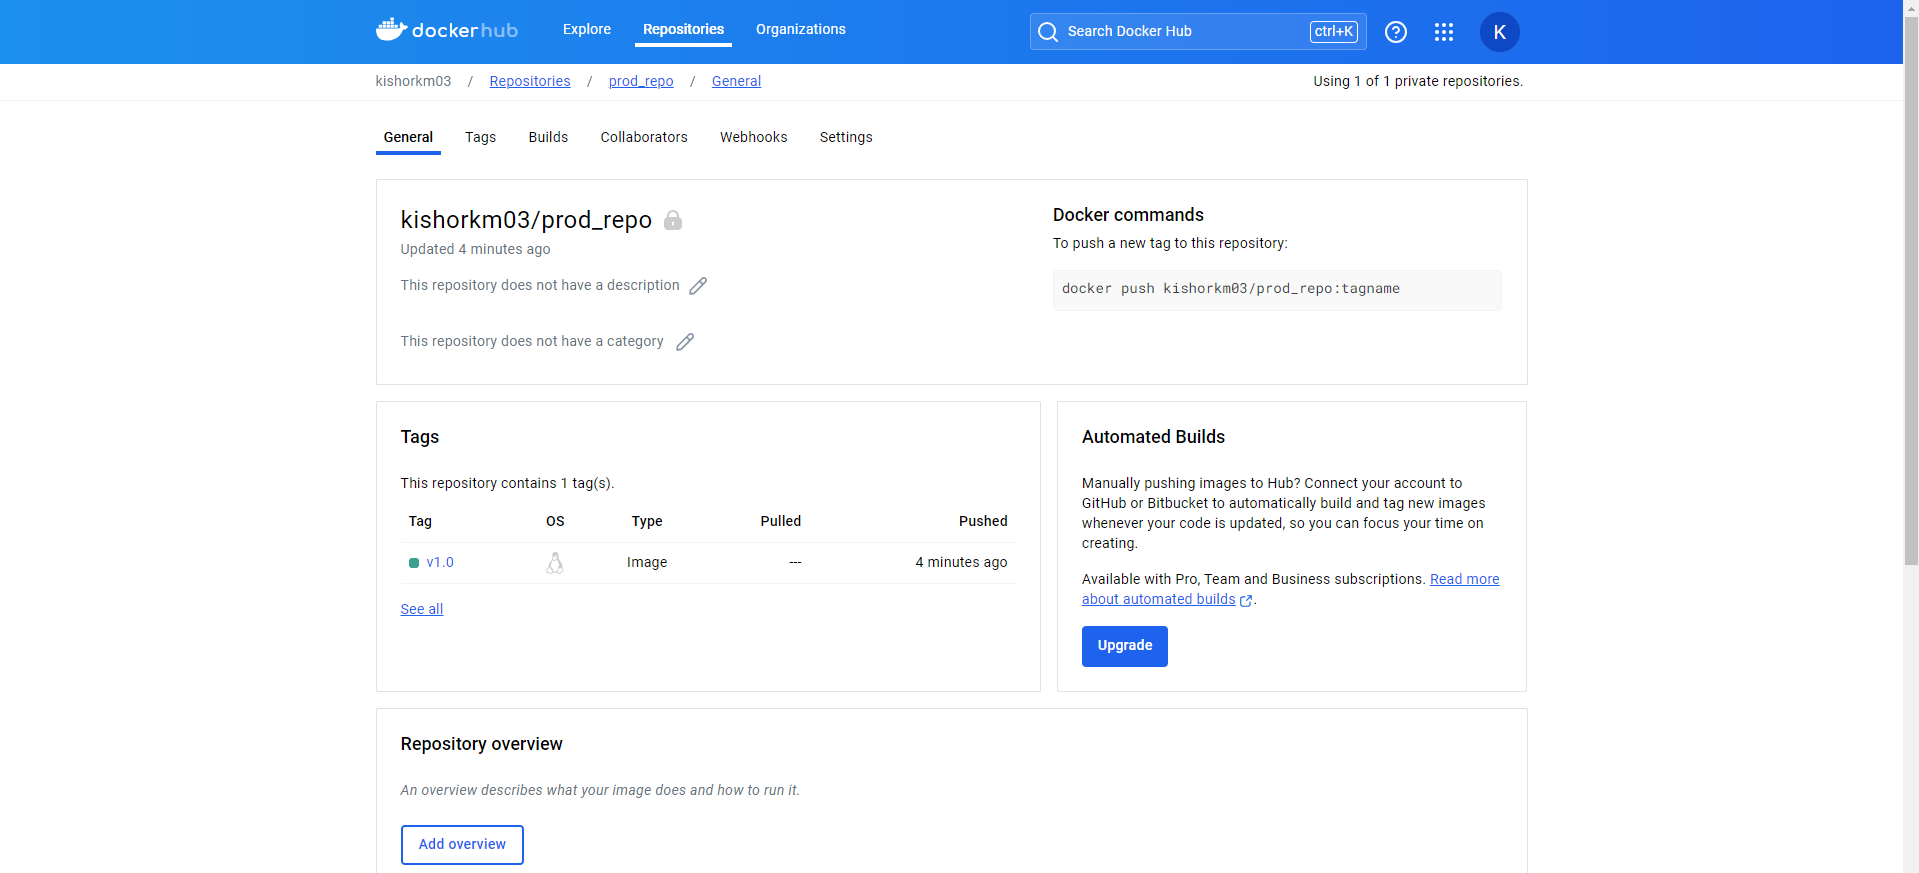 dockerhub Explore Repositories Organizations Search Docker Hub ctrl+K K
kishorkm03 / Repositories / prod_repo / General Using 1 of 1 private repositories.
General Tags Builds Collaborators Webhooks Settings
kishorkm03/prod_repo
Updated 4 minutes ago
This repository does not have a description
This repository does not have a category
Docker commands
To push a new tag to this repository:
docker push kishorkm03/prod_repo:tagname
Tags
This repository contains 1 tag(s).
Tag OS Type Pulled Pushed
v1.0 Image --- 4 minutes ago
See all
Automated Builds
Manually pushing images to Hub? Connect your account to
GitHub or Bitbucket to automatically build and tag new images
whenever your code is updated, so you can focus your time on
creating.
Available with Pro, Team and Business subscriptions. Read more
about automated builds.
Upgrade
Repository overview
An overview describes what your image does and how to run it.
Add overview